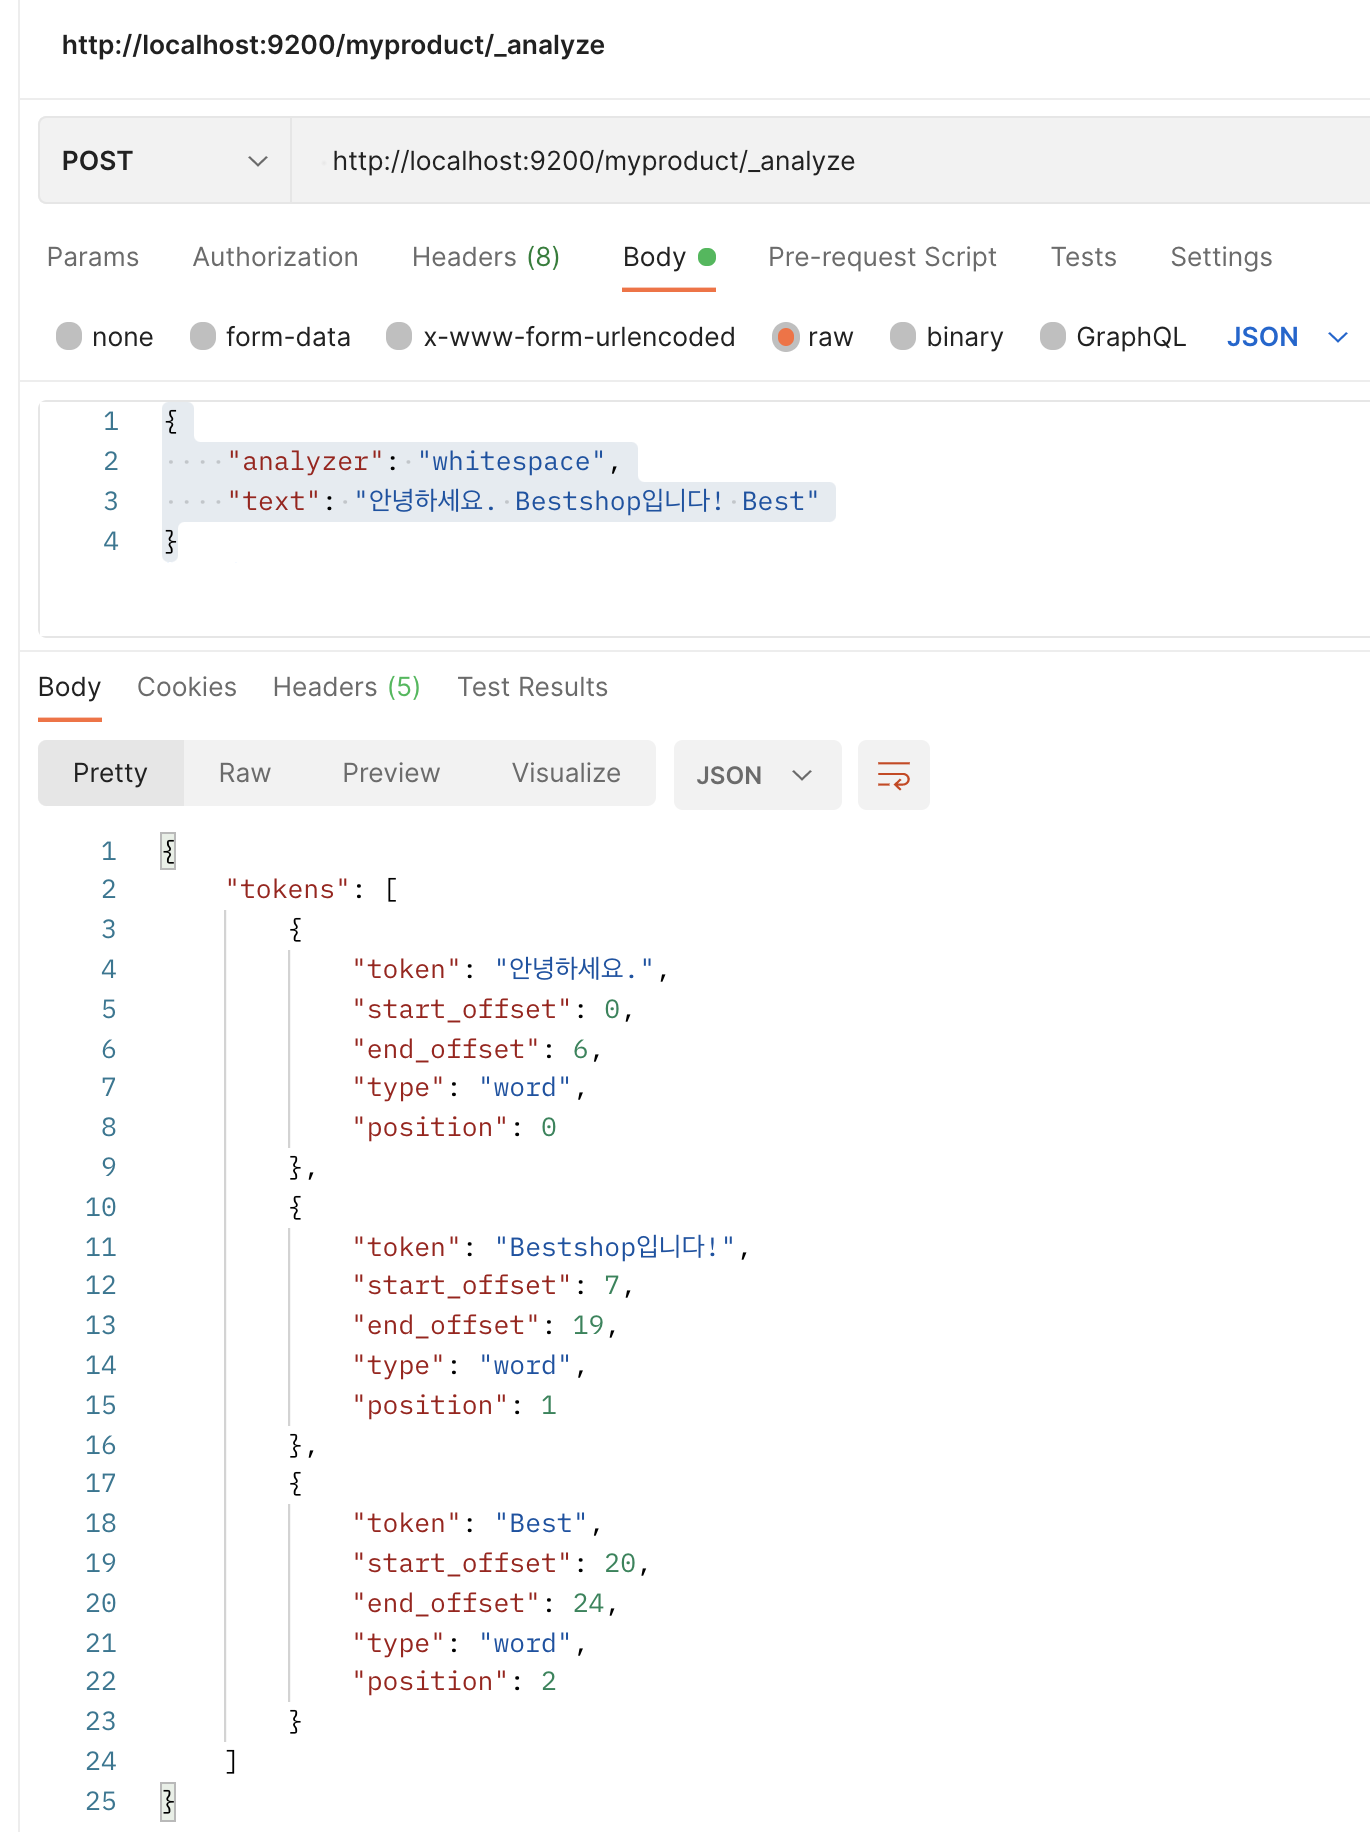 http://localhost:9200/myproduct/_analyze
POST http://localhost:9200/myproduct/_analyze
Params Authorization Headers (8) Body Pre-request Script Tests Settings
none form-data x-www-form-urlencoded raw binary GraphQL JSON
1 {
2 "analyzer": "whitespace",
3 "text": "안녕하세요. Bestshop입니다! Best"
4 }
Body Cookies Headers (5) Test Results
Pretty Raw Preview Visualize JSON
1 {
2 "tokens": [
3 {
4 "token": "안녕하세요.",
5 "start_offset": 0,
6 "end_offset": 6,
7 "type": "word",
8 "position": 0
9 },
10 {
11 "token": "Bestshop입니다!",
12 "start_offset": 7,
13 "end_offset": 19,
14 "type": "word",
15 "position": 1
16 },
17 {
18 "token": "Best",
19 "start_offset": 20,
20 "end_offset": 24,
21 "type": "word",
22 "position": 2
23 }
24 ]
25 }